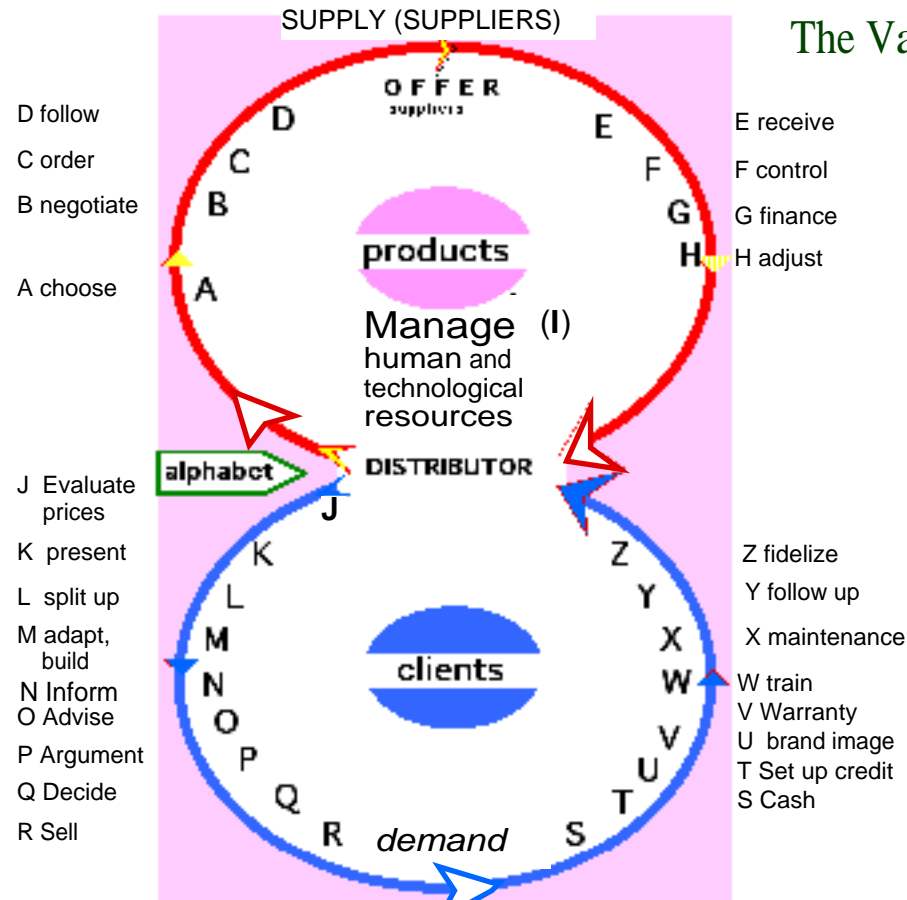 SUPPLY (SUPPLIERS)
The Va
OFFER
suppliers
D follow
C order
B negotiate
A choose
D
C
B
A
E
F
G
H
E receive
F control
G finance
H adjust
products
Manage (I)
human and
technological
resources
alphabet
DISTRIBUTOR
J Evaluate
prices
K present
L split up
M adapt,
build
N Inform
O Advise
P Argument
Q Decide
R Sell
J
K
L
M
N
O
P
Q
R
clients
demand
Z
Y
X
W
V
U
T
S
Z fidelize
Y follow up
X maintenance
W train
V Warranty
U brand image
T Set up credit
S Cash